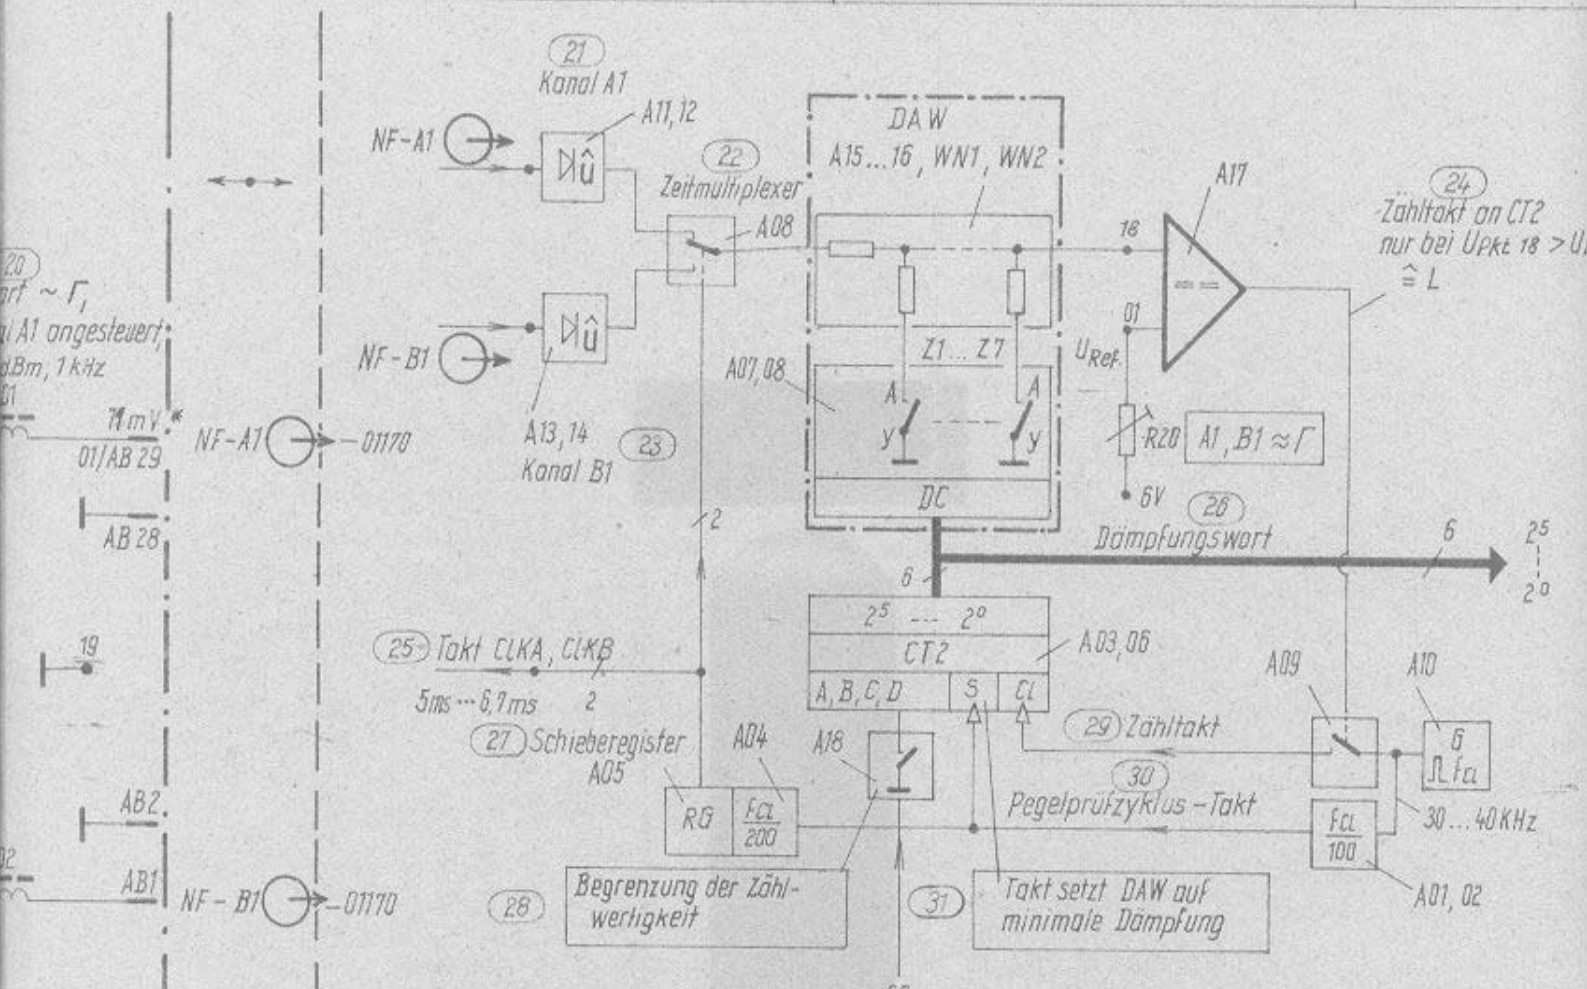 21
Kanal A1
A11,12
NF-A1
û
22
Zeitmultiplexer
A08
DAW
A15...16, WN1, WN2
A17
24
Zähltakt an CT2
nur bei UPkt 18 > U
≙ L
18
01
URef.
20
~ Γ,
A1 angesteuert;
dBm, 1kHz
01
NF-B1
û
A13,14
Kanal B1
23
A07,08
Z1...Z7
A
A
y
y
DC
R20
A1, B1 ≈ Γ
6V
mV*
01/AB 29
NF-A1
01170
AB 28
2
26
Dämpfungswort
6
6
2⁵
2⁰
2⁵ --- 2⁰
CT2
A,B,C,D
S
Cl
A03,06
19
25
Takt CLKA, CLKB
5ms...6,7ms
2
27
Schieberegister
A05
A04
A18
29
Zähltakt
A09
A10
G
fCL
30
Pegelprüfzyklus-Takt
30...40KHz
RG
fCL
200
fCL
100
A01, 02
AB2
02
AB1
NF-B1
01170
28
Begrenzung der Zähl-
wertigkeit
31
Takt setzt DAW auf
minimale Dämpfung